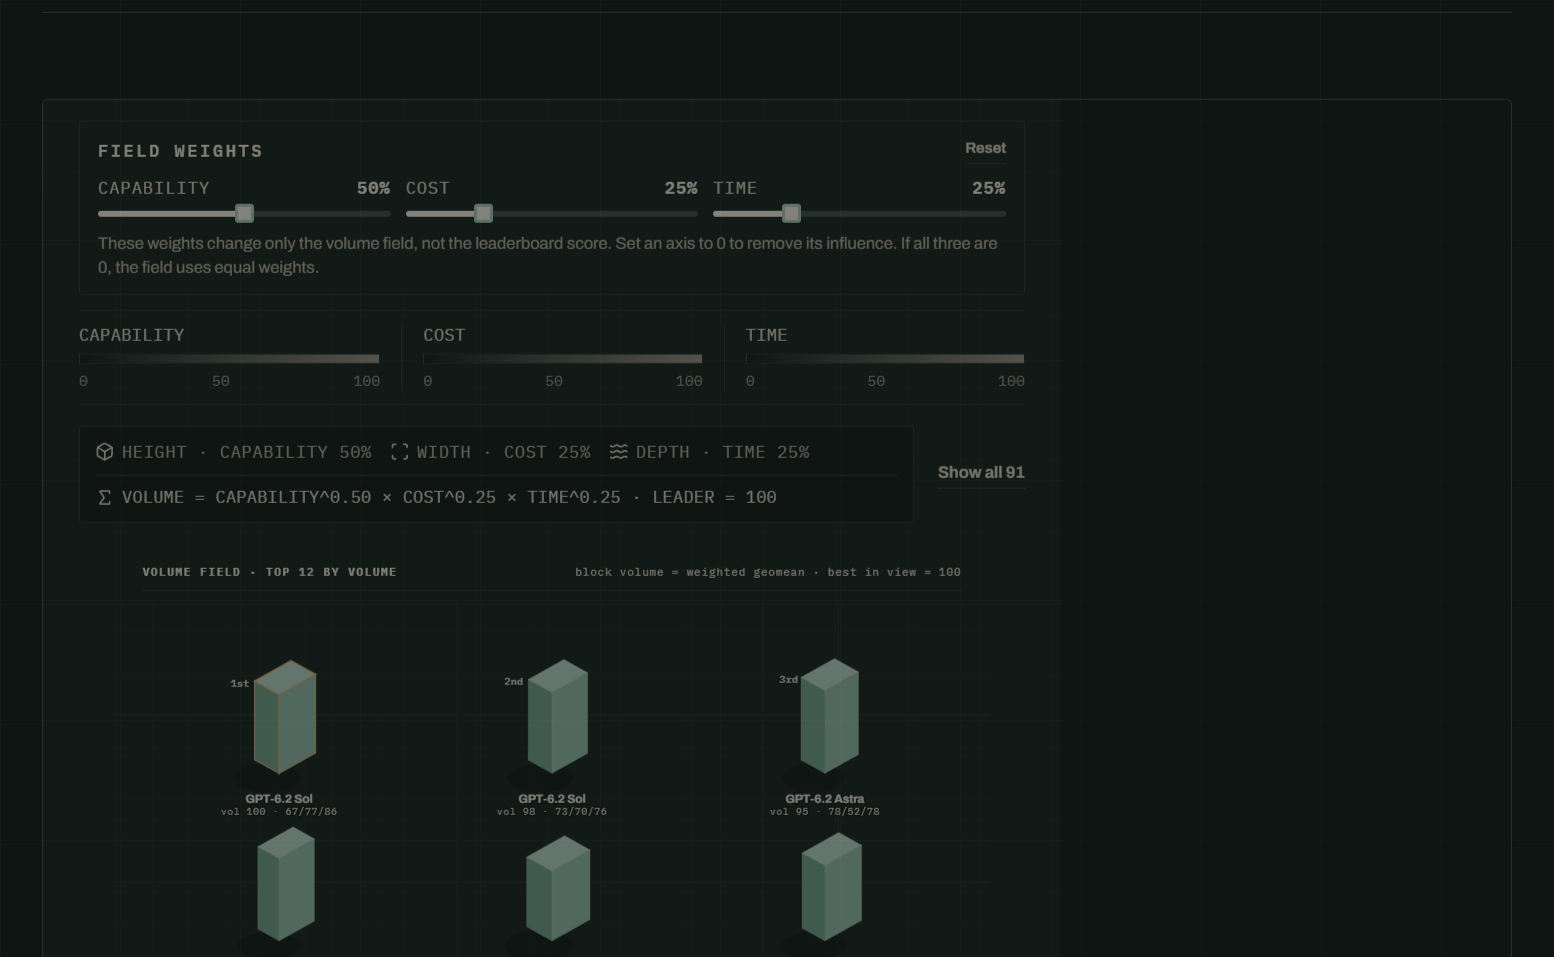 FIELD WEIGHTS
Reset
CAPABILITY 50% COST 25% TIME 25%
These weights change only the volume field, not the leaderboard score. Set an axis to 0 to remove its influence. If all three are
0, the field uses equal weights.
CAPABILITY COST TIME
0 50 100 0 50 100 0 50 100
HEIGHT · CAPABILITY 50% WIDTH · COST 25% DEPTH · TIME 25%
Show all 91
Σ VOLUME = CAPABILITY^0.50 × COST^0.25 × TIME^0.25 · LEADER = 100
VOLUME FIELD · TOP 12 BY VOLUME
block volume = weighted geomean · best in view = 100
1st 2nd 3rd
GPT-6.2 Sol GPT-6.2 Sol GPT-6.2 Astra
vol 100 · 67/77/86 vol 98 · 73/70/76 vol 95 · 78/52/78